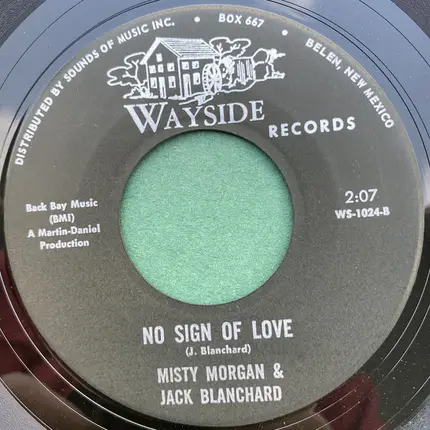 DISTRIBUTED BY SOUNDS OF MUSIC INC. • BOX 667 • BELEN, NEW MEXICO
WAYSIDE
RECORDS
Back Bay Music
(BMI)
A Martin-Daniel
Production
2:07
WS-1024-B
NO SIGN OF LOVE
(J. Blanchard)
MISTY MORGAN &
JACK BLANCHARD